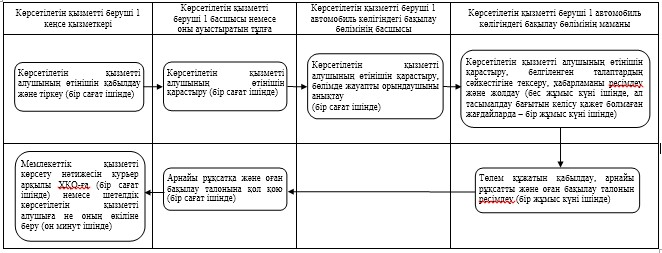 Көрсетілетін қызметті беруші 1
кеңсе қызметкері
Көрсетілетін қызметті
беруші 1 басшысы немесе
оны ауыстыратын тұлға
Көрсетілетін қызметті беруші 1
автомобиль көлігіндегі бақылау
бөлімінің басшысы
Көрсетілетін қызметті беруші 1 автомобиль
көлігіндегі бақылау бөлімінің маманы
Көрсетілетін қызметті
алушының өтінішін қабылдау
және тіркеу (бір сағат ішінде)
Көрсетілетін қызметті
алушының өтінішін
қарастыру (бір сағат ішінде)
Көрсетілетін қызметті
алушының өтінішін қарастыру,
бөлімде жауапты орындаушыны
анықтау
(бір сағат ішінде)
Көрсетілетін қызметті алушының өтінішін
қарастыру, белгіленген талаптардың
сәйкестігіне тексеру, хабарламаны ресімдеу
және жолдау (бес жұмыс күні ішінде, ал
тасымалдау бағытын келісу қажет болмаған
жағдайларда – бір жұмыс күні ішінде)
Мемлекеттік қызметті
көрсету нәтижесін курьер
арқылы ХҚО-ға (бір сағат
ішінде) немесе шетелдік
көрсетілетін қызметті
алушыға не оның өкіліне
беру (он минут ішінде)
Арнайы рұқсатқа және оған
бақылау талонына қол қою
(бір сағат ішінде)
Төлем құжатын қабылдау, арнайы
рұқсатты және оған бақылау талонын
ресімдеу (бір жұмыс күні ішінде)